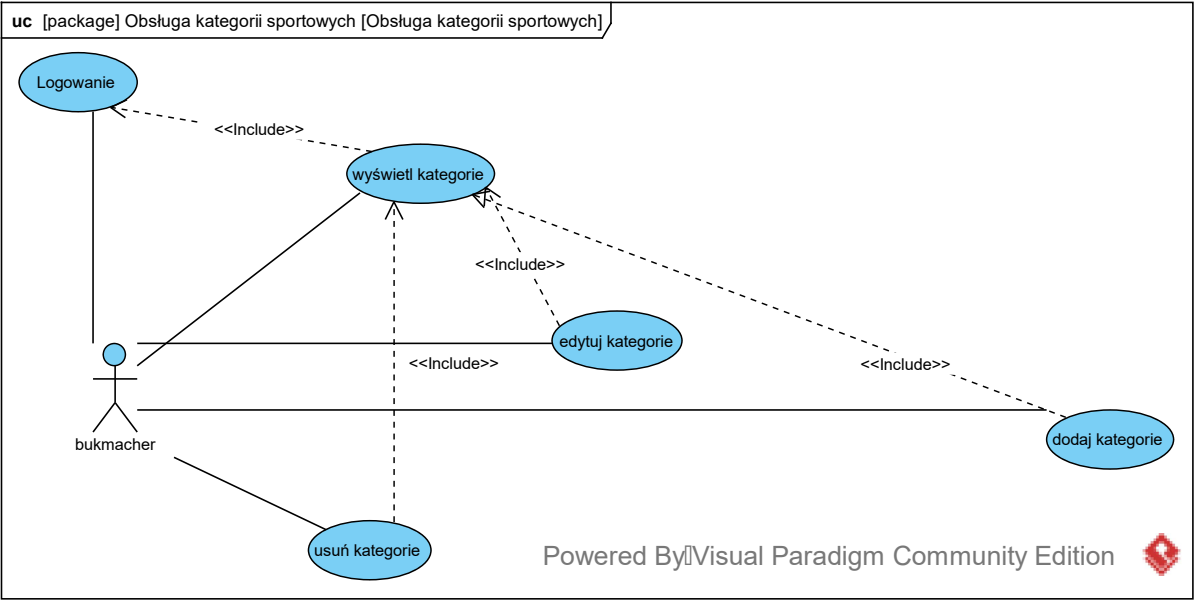 uc [package] Obsługa kategorii sportowych [Obsługa kategorii sportowych]
Logowanie
<<Include>>
wyświetl kategorie
<<Include>>
edytuj kategorie
<<Include>>
<<Include>>
dodaj kategorie
bukmacher
usuń kategorie
Powered By▯Visual Paradigm Community Edition